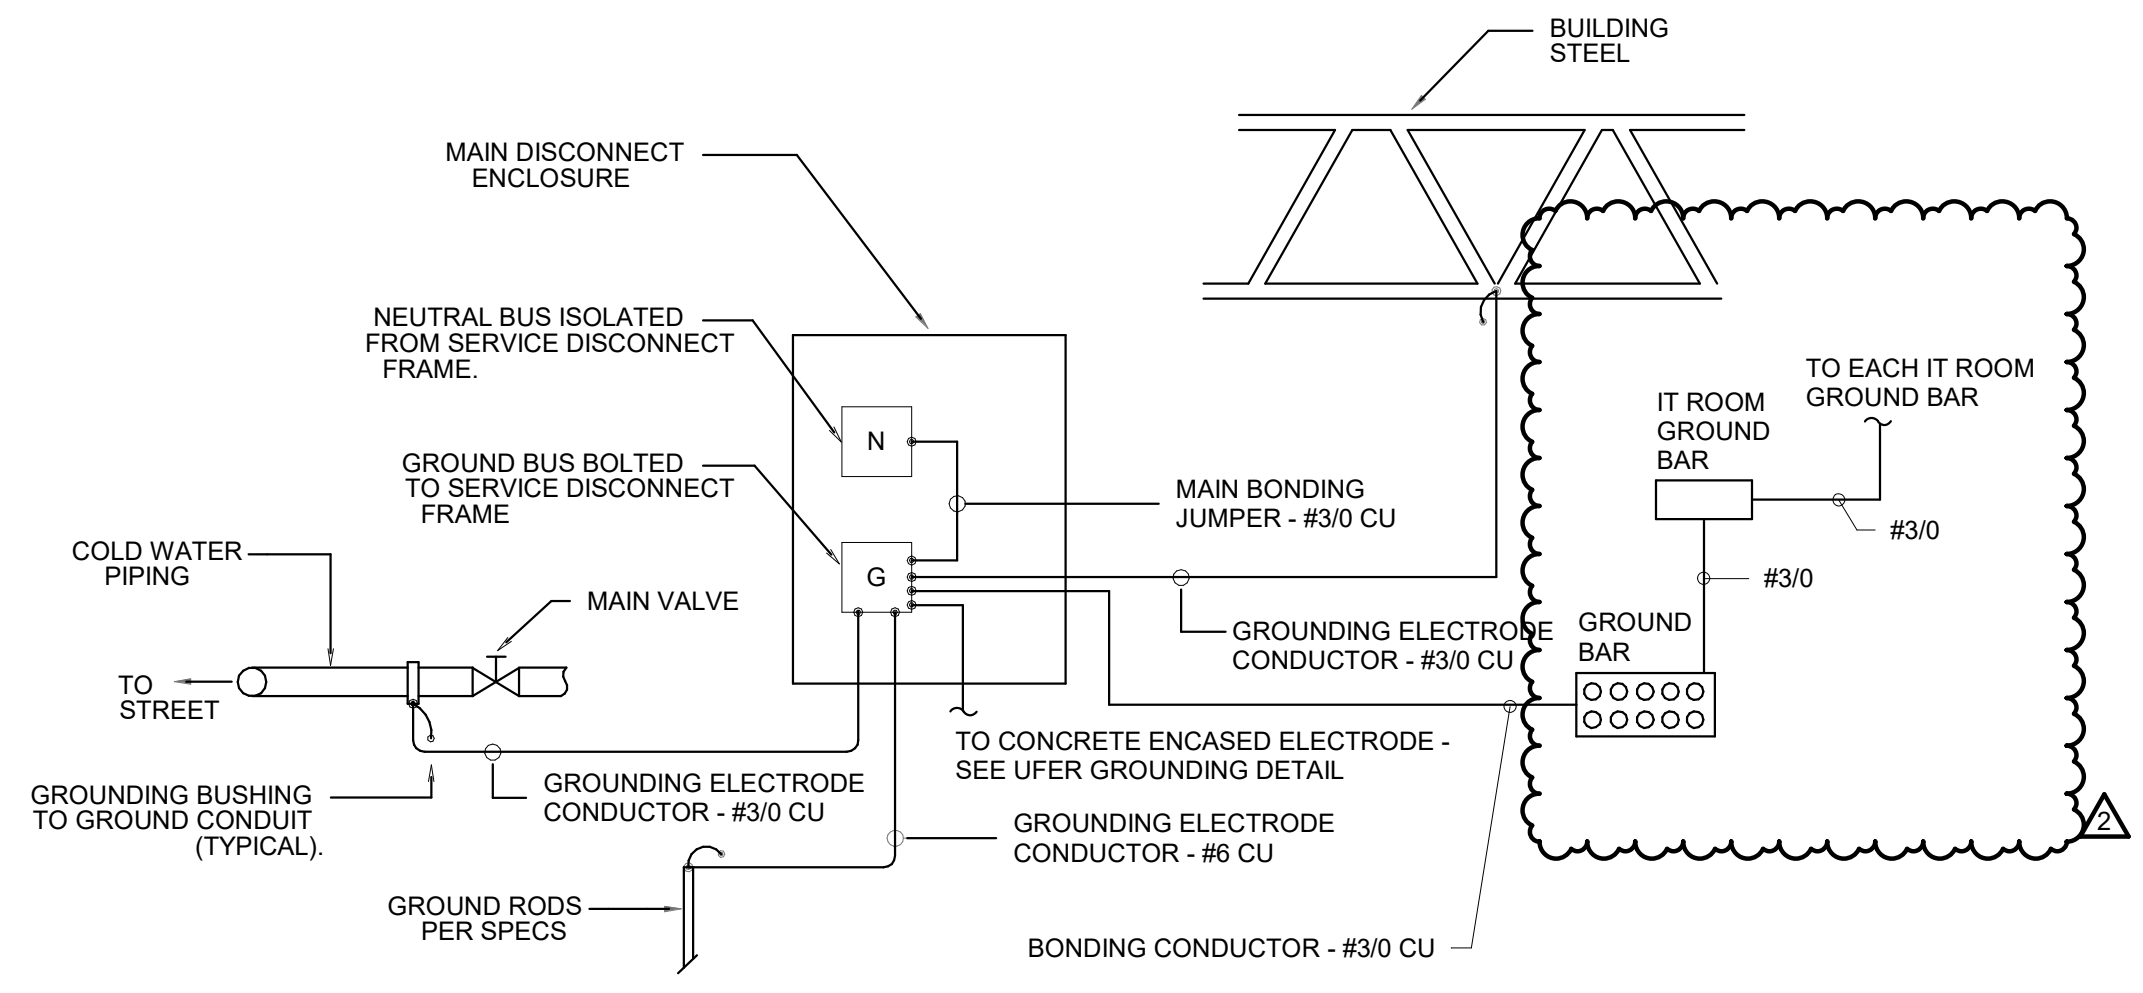 BUILDING
STEEL
MAIN DISCONNECT
ENCLOSURE
NEUTRAL BUS ISOLATED
FROM SERVICE DISCONNECT
FRAME.
TO EACH IT ROOM
GROUND BAR
IT ROOM
GROUND
BAR
N
GROUND BUS BOLTED
TO SERVICE DISCONNECT
FRAME
MAIN BONDING
JUMPER - #3/0 CU
#3/0
COLD WATER
PIPING
G
#3/0
MAIN VALVE
GROUNDING ELECTRODE
CONDUCTOR - #3/0 CU
GROUND
BAR
TO
STREET
TO CONCRETE ENCASED ELECTRODE -
SEE UFER GROUNDING DETAIL
GROUNDING BUSHING
TO GROUND CONDUIT
(TYPICAL).
GROUNDING ELECTRODE
CONDUCTOR - #3/0 CU
GROUNDING ELECTRODE
CONDUCTOR - #6 CU
2
GROUND RODS
PER SPECS
BONDING CONDUCTOR - #3/0 CU